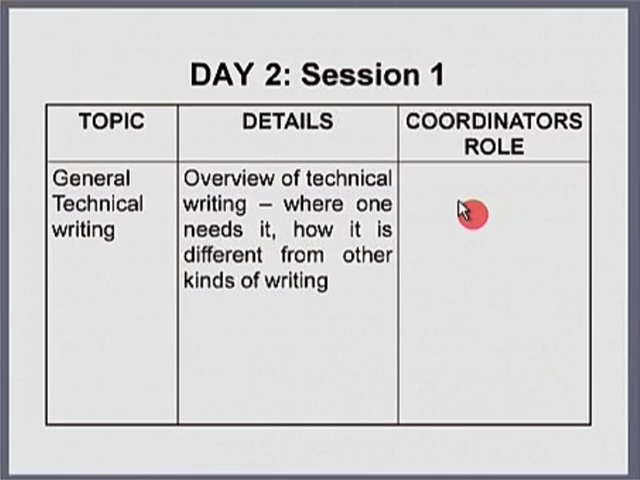 DAY 2: Session 1
TOPIC
DETAILS
COORDINATORS
ROLE
General
Technical
writing
Overview of technical
writing – where one
needs it, how it is
different from other
kinds of writing